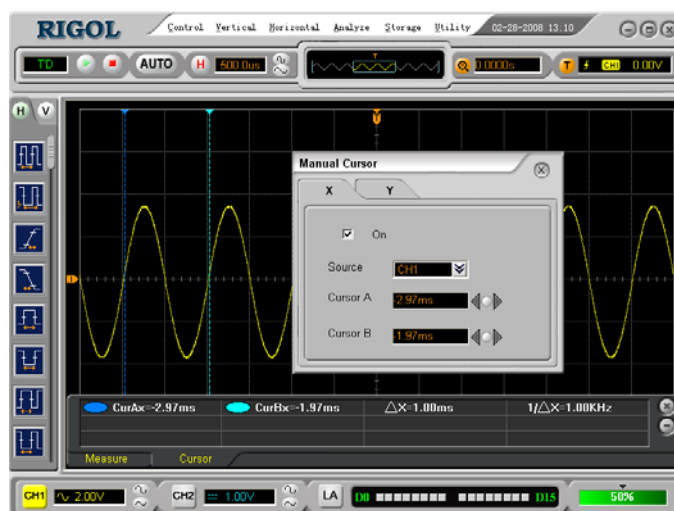 RIGOL Control Vertical Horizontal Analyze Storage Utility 02-28-2008 13:10
TD AUTO H 500.0us T 0.0000s T CH1 0.00V
H V
T
Manual Cursor
X Y
On
Source CH1
Cursor A -2.97ms
Cursor B -1.97ms
1
CurAx=-2.97ms CurBx=-1.97ms △X=1.00ms 1/△X=1.00KHz
Measure Cursor
CH1 2.00V CH2 1.00V LA D0 D15 50%